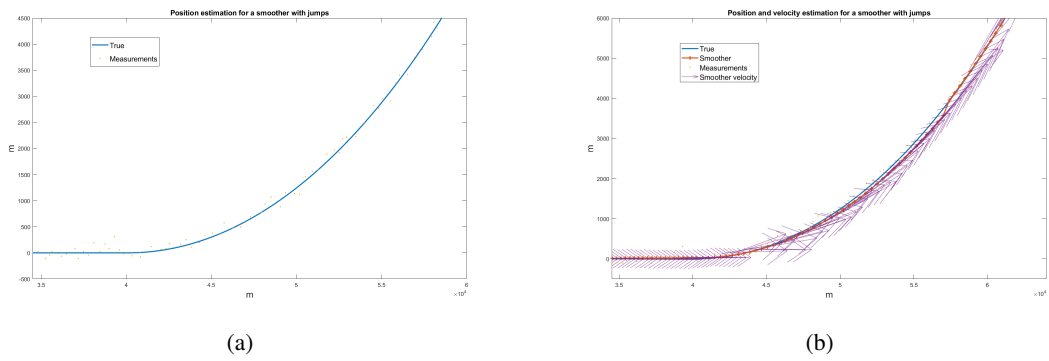 Position estimation for a smoother with jumps
4500
4000
3500
3000
2500
2000
1500
1000
500
0
-500
m
True
Measurements
3.5
4
4.5
5
5.5
6
×10⁴
m
(a)
Position and velocity estimation for a smoother with jumps
6000
5000
4000
3000
2000
1000
0
m
True
Smoother
Measurements
Smoother velocity
3.5
4
4.5
5
5.5
6
6.5
×10⁴
m
(b)